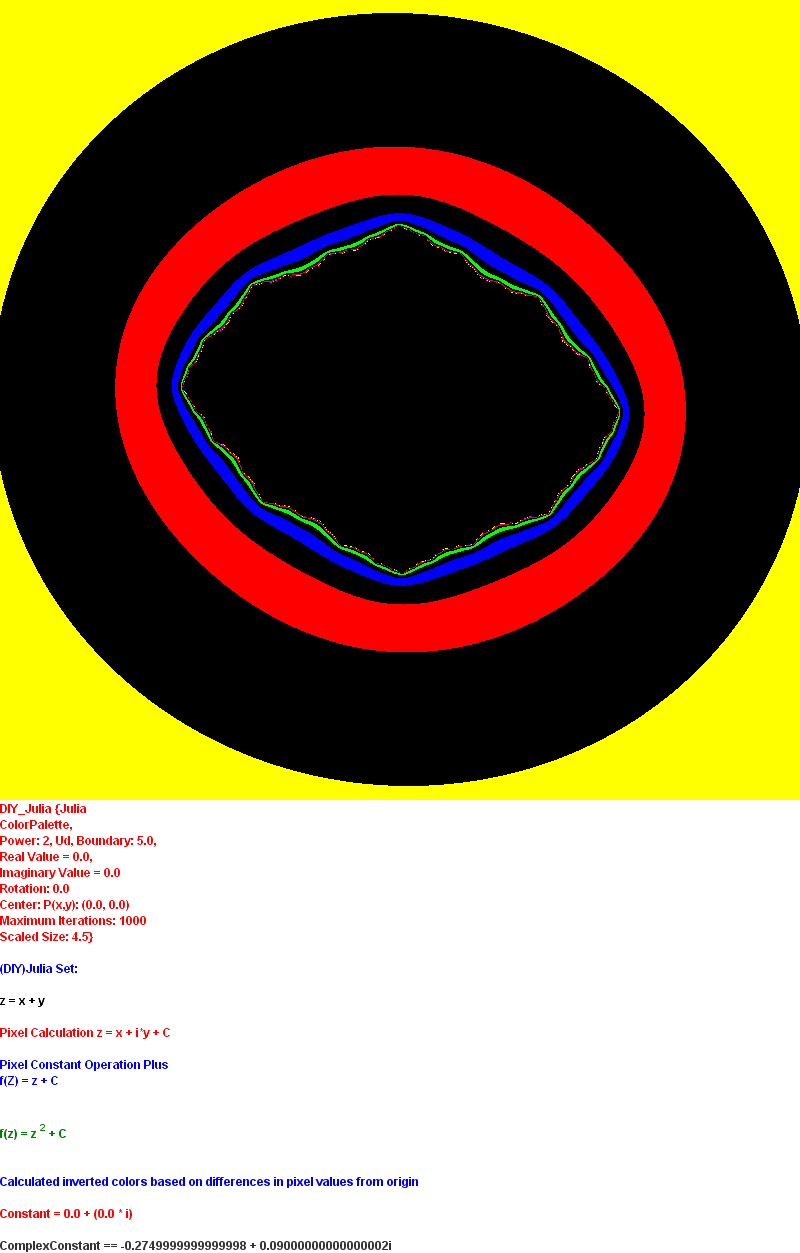 DIY_Julia {Julia
ColorPalette,
Power: 2, Ud, Boundary: 5.0,
Real Value = 0.0,
Imaginary Value = 0.0
Rotation: 0.0
Center: P(x,y): (0.0, 0.0)
Maximum Iterations: 1000
Scaled Size: 4.5}
(DIY)Julia Set:
z = x + y
Pixel Calculation z = x + i*y + C
Pixel Constant Operation Plus
f(Z) = z + C
f(z) = z 2 + C
Calculated inverted colors based on differences in pixel values from origin
Constant = 0.0 + (0.0 * i)
ComplexConstant == -0.2749999999999998 + 0.09000000000000002i